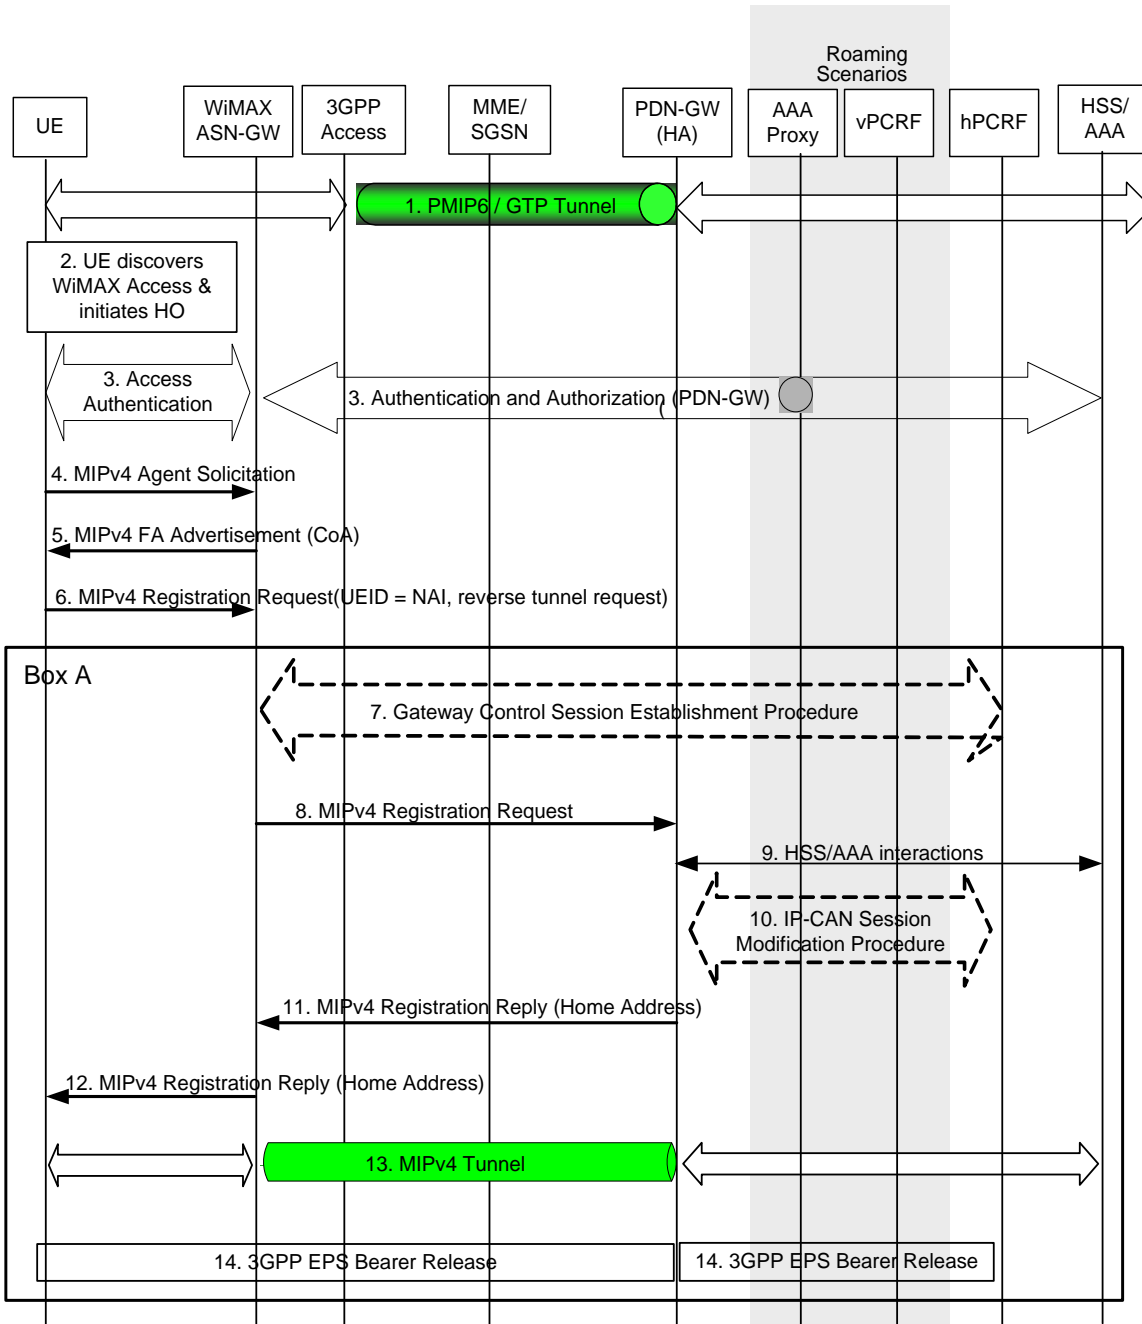 Roaming
Scenarios
UE
WiMAX
ASN-GW
3GPP
Access
MME/
SGSN
PDN-GW
(HA)
AAA
Proxy
vPCRF
hPCRF
HSS/
AAA
1. PMIP6 / GTP Tunnel
2. UE discovers
WiMAX Access &
initiates HO
3. Access
Authentication
3. Authentication and Authorization (PDN-GW)
(
4. MIPv4 Agent Solicitation
5. MIPv4 FA Advertisement (CoA)
6. MIPv4 Registration Request(UEID = NAI, reverse tunnel request)
Box A
7. Gateway Control Session Establishment Procedure
8. MIPv4 Registration Request
9. HSS/AAA interactions
10. IP-CAN Session
Modification Procedure
11. MIPv4 Registration Reply (Home Address)
12. MIPv4 Registration Reply (Home Address)
13. MIPv4 Tunnel
14. 3GPP EPS Bearer Release
14. 3GPP EPS Bearer Release